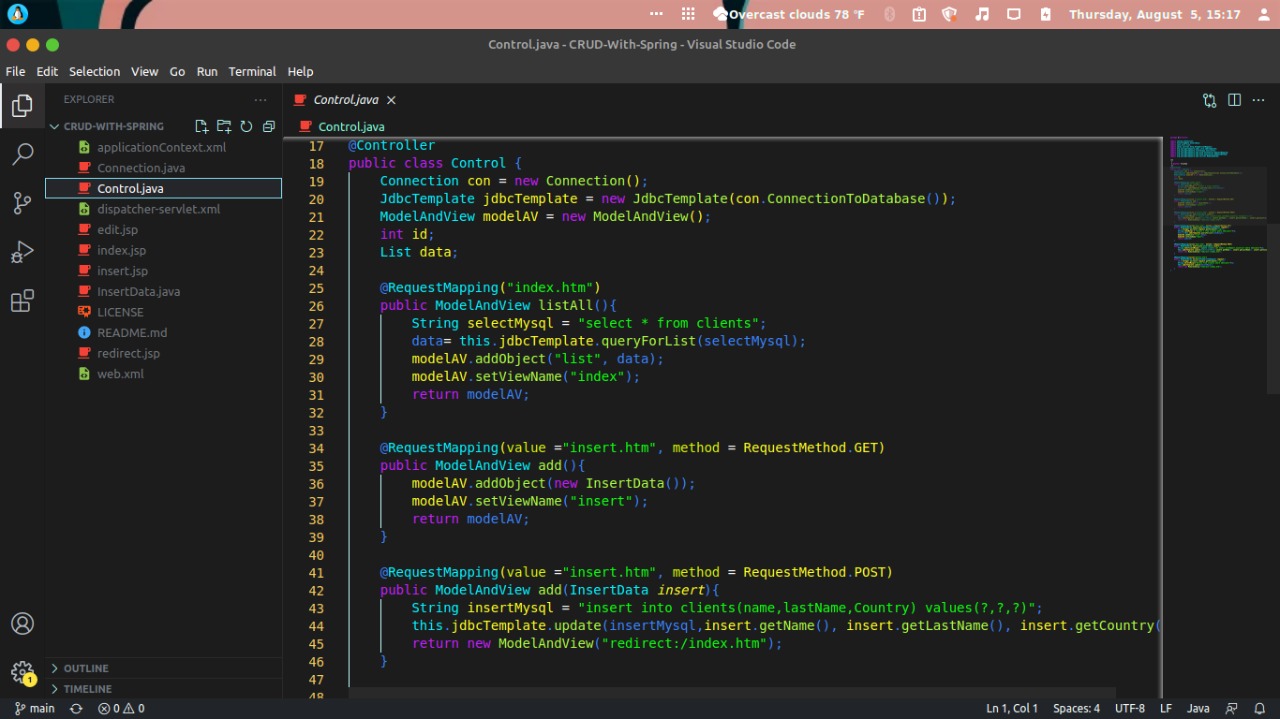 Overcast clouds 78 °F
Thursday, August 5, 15:17
Control.java - CRUD-With-Spring - Visual Studio Code
File Edit Selection View Go Run Terminal Help
EXPLORER
Control.java
CRUD-WITH-SPRING
Control.java
applicationContext.xml
Connection.java
Control.java
dispatcher-servlet.xml
edit.jsp
index.jsp
insert.jsp
InsertData.java
LICENSE
README.md
redirect.jsp
web.xml
OUTLINE
TIMELINE
17 @Controller
18 public class Control {
19 Connection con = new Connection();
20 JdbcTemplate jdbcTemplate = new JdbcTemplate(con.ConnectionToDatabase());
21 ModelAndView modelAV = new ModelAndView();
22 int id;
23 List data;
24
25 @RequestMapping("index.htm")
26 public ModelAndView listAll(){
27 String selectMysql = "select * from clients";
28 data= this.jdbcTemplate.queryForList(selectMysql);
29 modelAV.addObject("list", data);
30 modelAV.setViewName("index");
31 return modelAV;
32 }
33
34 @RequestMapping(value ="insert.htm", method = RequestMethod.GET)
35 public ModelAndView add(){
36 modelAV.addObject(new InsertData());
37 modelAV.setViewName("insert");
38 return modelAV;
39 }
40
41 @RequestMapping(value ="insert.htm", method = RequestMethod.POST)
42 public ModelAndView add(InsertData insert){
43 String insertMysql = "insert into clients(name,lastName,Country) values(?,?,?)";
44 this.jdbcTemplate.update(insertMysql,insert.getName(), insert.getLastName(), insert.getCountry(
45 return new ModelAndView("redirect:/index.htm");
46 }
47
48
1
main 0 0 Ln 1, Col 1 Spaces: 4 UTF-8 LF Java